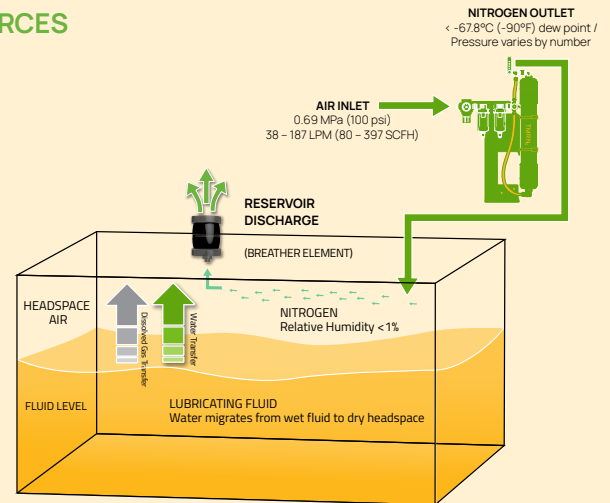 RCES
NITROGEN OUTLET
< -67.8°C (-90°F) dew point /
Pressure varies by number
AIR INLET
0.69 MPa (100 psi)
38 – 187 LPM (80 – 397 SCFH)
RESERVOIR
DISCHARGE
(BREATHER ELEMENT)
HEADSPACE
AIR
Dissolved Gas Transfer
Water Transfer
NITROGEN
Relative Humidity <1%
FLUID LEVEL
LUBRICATING FLUID
Water migrates from wet fluid to dry headspace